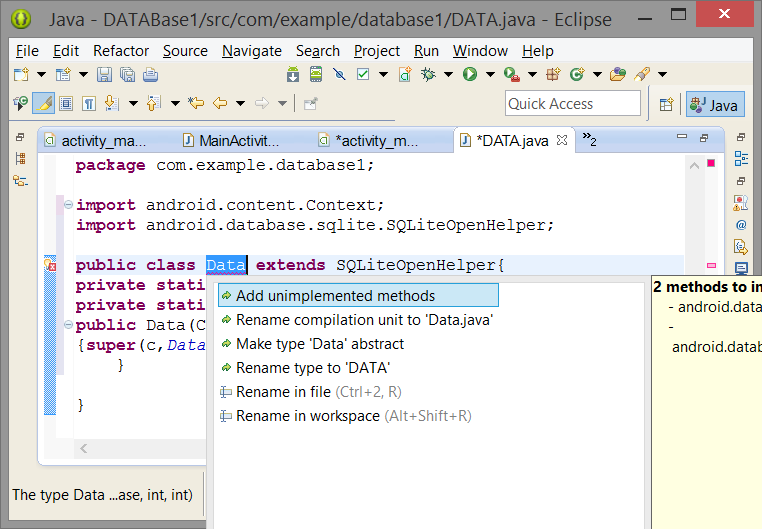 Java - DATABase1/src/com/example/database1/DATA.java - Eclipse
File Edit Refactor Source Navigate Search Project Run Window Help
Quick Access
Java
activity_ma... MainActivit... *activity_m... *DATA.java »2
package com.example.database1;
import android.content.Context;
import android.database.sqlite.SQLiteOpenHelper;
public class Data extends SQLiteOpenHelper{
private stati
private stati
public Data(C
{super(c,Data
}
}
Add unimplemented methods
Rename compilation unit to 'Data.java'
Make type 'Data' abstract
Rename type to 'DATA'
Rename in file (Ctrl+2, R)
Rename in workspace (Alt+Shift+R)
2 methods to im
- android.data
-
android.datab
The type Data ...ase, int, int)